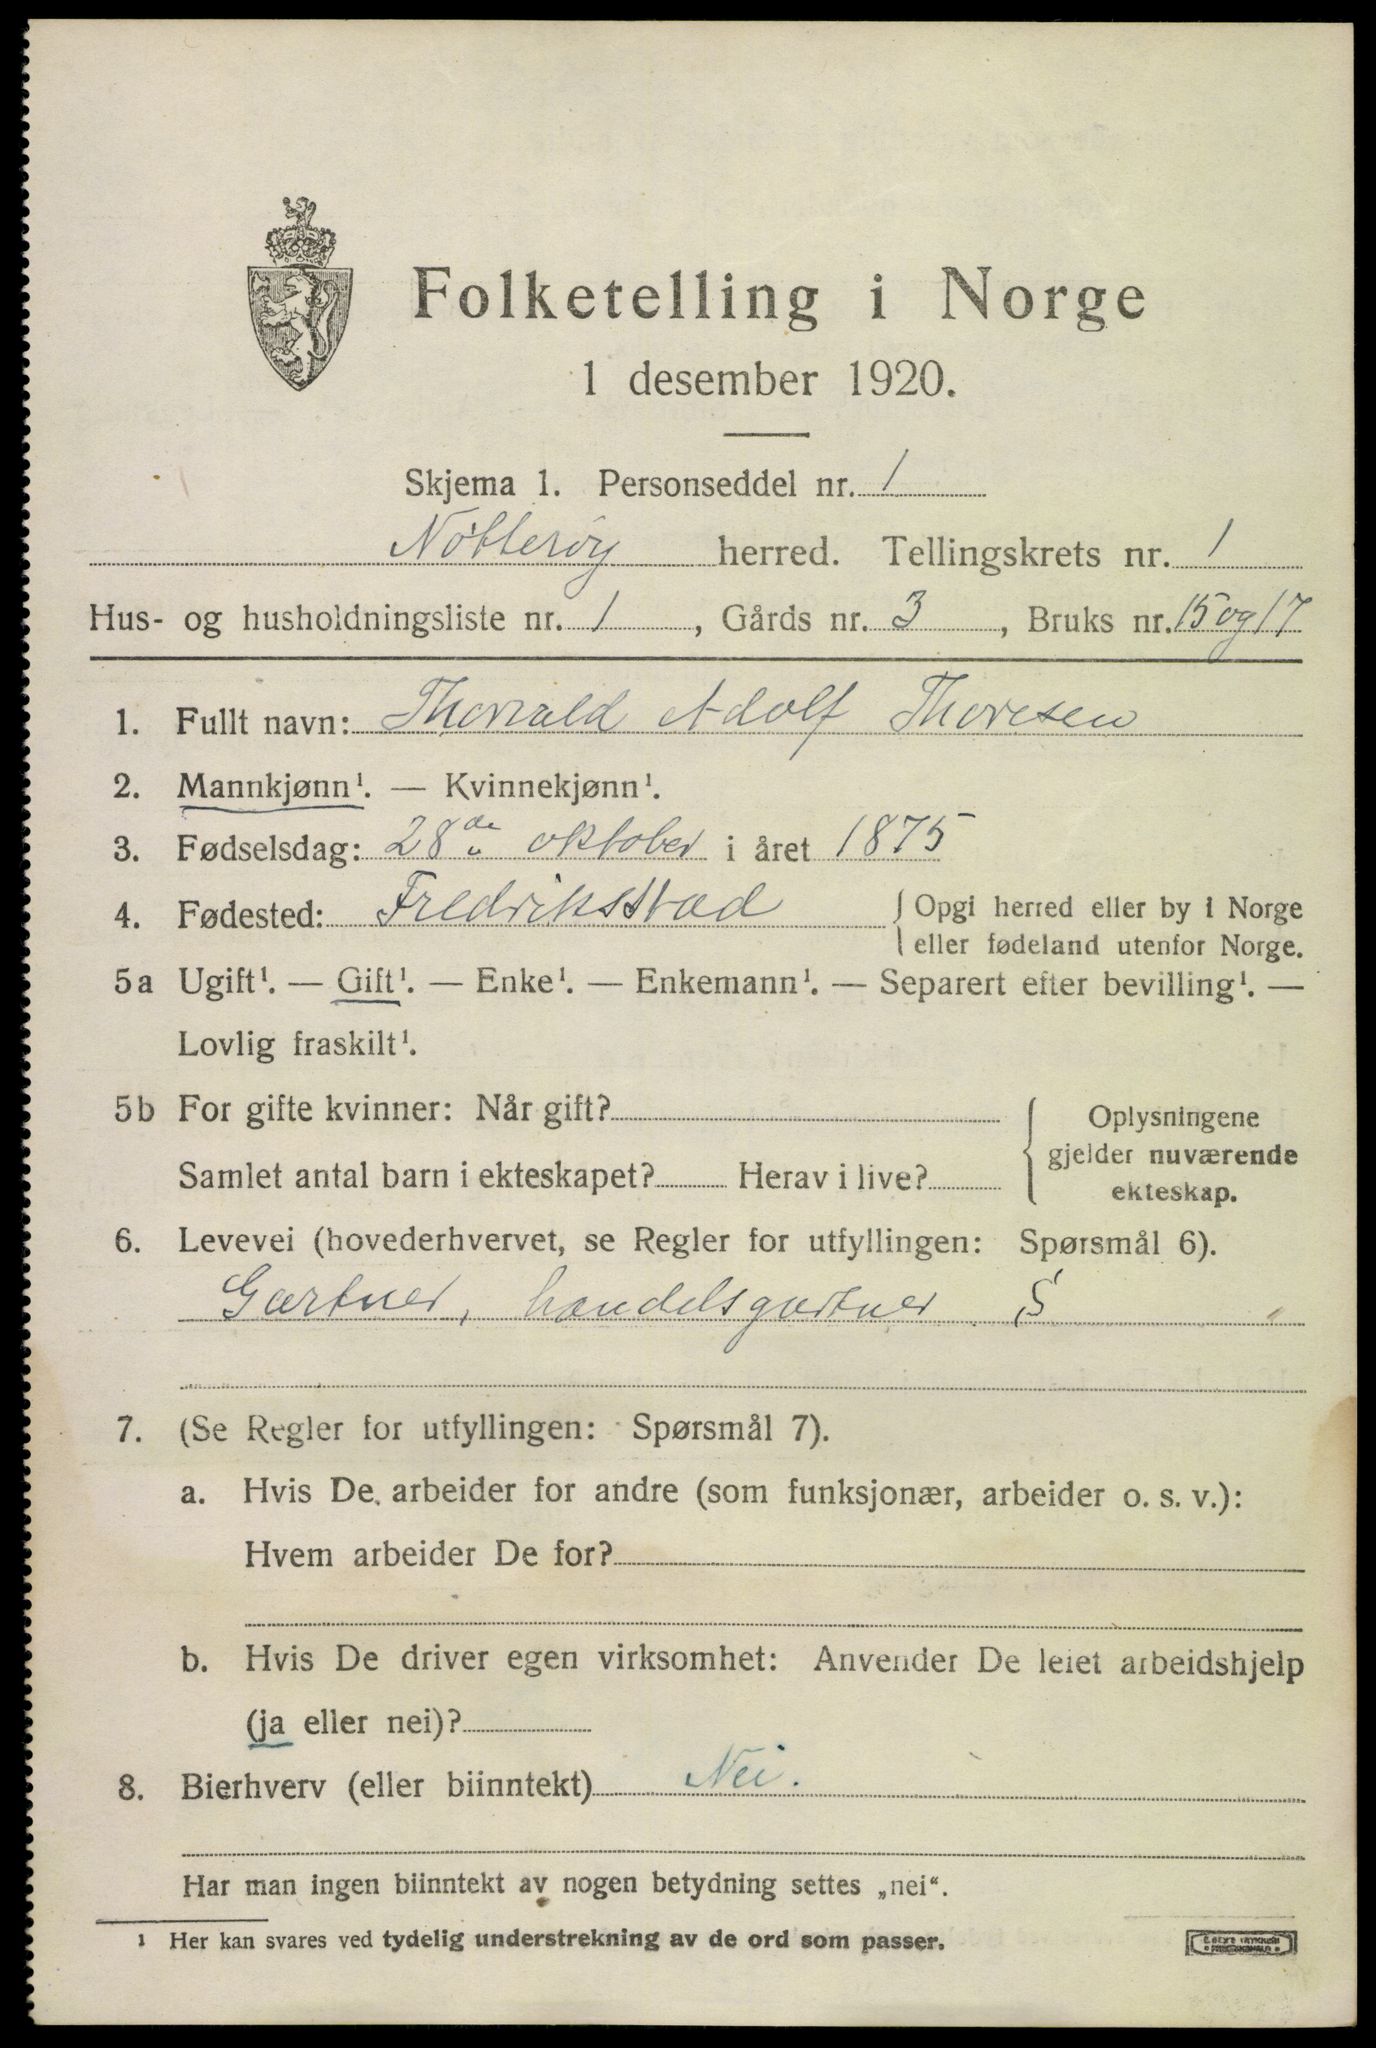 Folketelling i Norge
1 desember 1920.
Skjema 1. Personseddel nr. 1
Nötterøy herred. Tellingskrets nr. 1
Hus- og husholdningsliste nr. 1, Gårds nr. 3, Bruks nr. 15 og 17
1. Fullt navn: Thorvald Adolf Thoresen
2. Mannkjønn¹. — Kvinnekjønn¹.
3. Fødselsdag: 28de oktober i året 1875
4. Fødested: Fredriksstad { Opgi herred eller by i Norge
eller fødeland utenfor Norge.
5a Ugift¹. — Gift¹. — Enke¹. — Enkemann¹. — Separert efter bevilling¹. —
Lovlig fraskilt¹.
5b For gifte kvinner: Når gift? { Oplysningene
gjelder nuværende
Samlet antal barn i ekteskapet? Herav i live?
ekteskap.
6. Levevei (hovederhvervet, se Regler for utfyllingen: Spørsmål 6).
Gartner, handelsgartner S
7. (Se Regler for utfyllingen: Spørsmål 7).
a. Hvis De arbeider for andre (som funksjonær, arbeider o. s. v.):
Hvem arbeider De for?
b. Hvis De driver egen virksomhet: Anvender De leiet arbeidshjelp
(ja eller nei)?
8. Bierhverv (eller biinntekt) Nei.
Har man ingen biinntekt av nogen betydning settes „nei“.
¹ Her kan svares ved tydelig understrekning av de ord som passer.